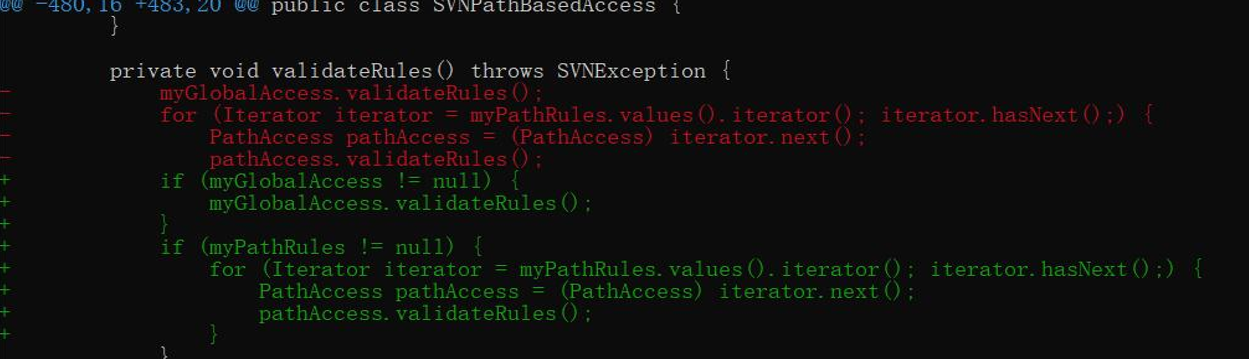 @@ -480,16 +483,20 @@ public class SVNPathBasedAccess {
        }

        private void validateRules() throws SVNException {
-            myGlobalAccess.validateRules();
-            for (Iterator iterator = myPathRules.values().iterator(); iterator.hasNext();) {
-                PathAccess pathAccess = (PathAccess) iterator.next();
-                pathAccess.validateRules();
+            if (myGlobalAccess != null) {
+                myGlobalAccess.validateRules();
+            }
+            if (myPathRules != null) {
+                for (Iterator iterator = myPathRules.values().iterator(); iterator.hasNext();) {
+                    PathAccess pathAccess = (PathAccess) iterator.next();
+                    pathAccess.validateRules();
+                }
            }